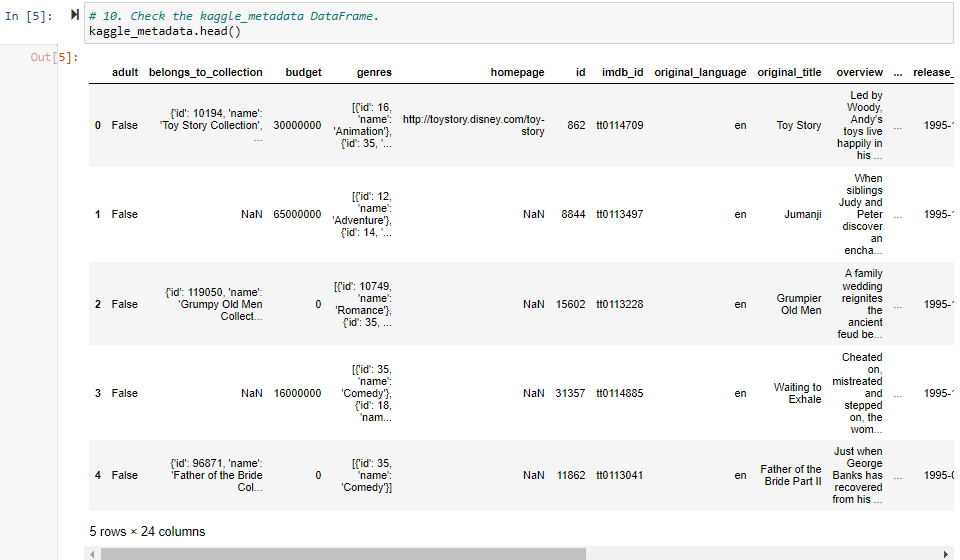 In [5]:
# 10. Check the kaggle_metadata DataFrame.
kaggle_metadata.head()
Out[5]:
adult belongs_to_collection budget genres homepage id imdb_id original_language original_title overview ... release_
0 False {'id': 10194, 'name': 'Toy Story Collection', ... 30000000 [{'id': 16, 'name': 'Animation'}, {'id': 35, '... http://toystory.disney.com/toy-story 862 tt0114709 en Toy Story Led by Woody, Andy's toys live happily in his ... ... 1995-1
1 False NaN 65000000 [{'id': 12, 'name': 'Adventure'}, {'id': 14, '... NaN 8844 tt0113497 en Jumanji When siblings Judy and Peter discover an encha... ... 1995-1
2 False {'id': 119050, 'name': 'Grumpy Old Men Collect... 0 [{'id': 10749, 'name': 'Romance'}, {'id': 35, ... NaN 15602 tt0113228 en Grumpier Old Men A family wedding reignites the ancient feud be... ... 1995-1
3 False NaN 16000000 [{'id': 35, 'name': 'Comedy'}, {'id': 18, 'nam... NaN 31357 tt0114885 en Waiting to Exhale Cheated on, mistreated and stepped on, the wom... ... 1995-1
4 False {'id': 96871, 'name': 'Father of the Bride Col... 0 [{'id': 35, 'name': 'Comedy'}] NaN 11862 tt0113041 en Father of the Bride Part II Just when George Banks has recovered from his ... ... 1995-0
5 rows × 24 columns